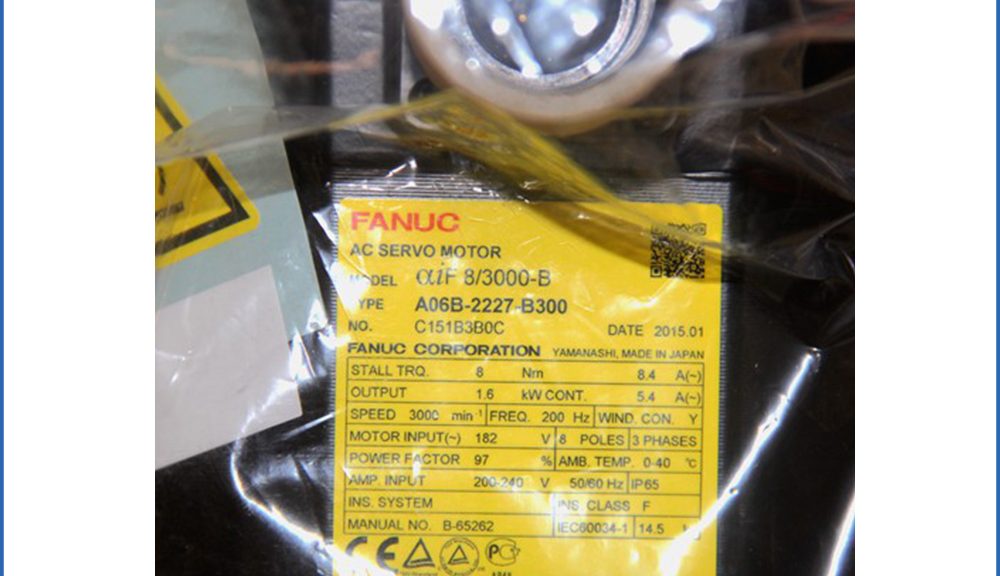 FANUC
AC SERVO MOTOR
MODEL αiF 8/3000-B
TYPE A06B-2227-B300
NO. C151B3B0C DATE 2015.01
FANUC CORPORATION YAMANASHI, MADE IN JAPAN
STALL TRQ. 8 Nm 8.4 A(~)
OUTPUT 1.6 kW CONT. 5.4 A(~)
SPEED 3000 min⁻¹ FREQ. 200 Hz WIND. CON. Y
MOTOR INPUT(~) 182 V 8 POLES 3 PHASES
POWER FACTOR 97 % AMB. TEMP. 0-40 ℃
AMP. INPUT 200-240 V 50/60 Hz IP65
INS. SYSTEM INS. CLASS F
MANUAL NO. B-65262 IEC60034-1 14.5
CE